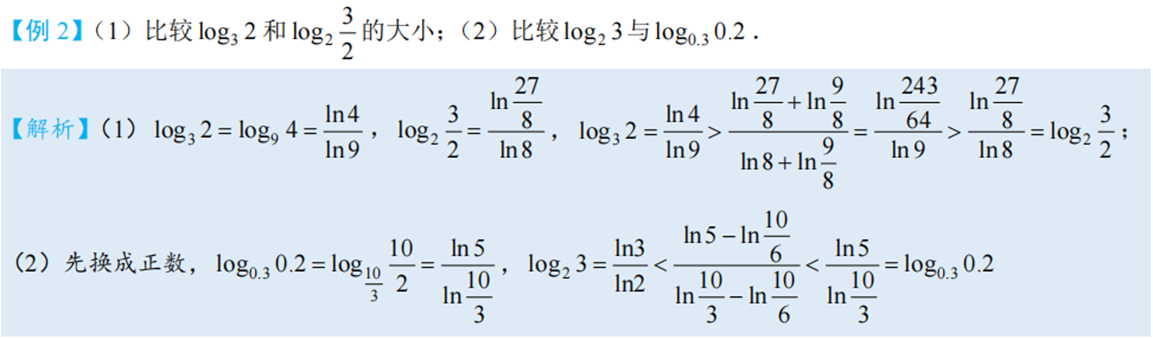 【例 2】（1）比较 $\log_3 2$ 和 $\log_2 \frac{3}{2}$ 的大小；（2）比较 $\log_2 3$ 与 $\log_{0.3} 0.2$．
【解析】（1） $\log_3 2 = \log_9 4 = \frac{\ln 4}{\ln 9}$ ， $\log_2 \frac{3}{2} = \frac{\ln \frac{27}{8}}{\ln 8}$ ， $\log_3 2 = \frac{\ln 4}{\ln 9} > \frac{\ln \frac{27}{8} + \ln \frac{9}{8}}{\ln 8 + \ln \frac{9}{8}} = \frac{\ln \frac{243}{64}}{\ln 9} > \frac{\ln \frac{27}{8}}{\ln 8} = \log_2 \frac{3}{2}$ ；
（2）先换成正数， $\log_{0.3} 0.2 = \log_{\frac{10}{3}} \frac{10}{2} = \frac{\ln 5}{\ln \frac{10}{3}}$ ， $\log_2 3 = \frac{\ln 3}{\ln 2} < \frac{\ln 5 - \ln \frac{10}{6}}{\ln \frac{10}{3} - \ln \frac{10}{6}} < \frac{\ln 5}{\ln \frac{10}{3}} = \log_{0.3} 0.2$